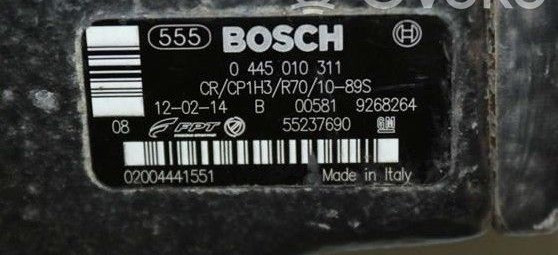 555 BOSCH
0 445 010 311
CR/CP1H3/R70/10-89S
12-02-14 B 00581 9268264
08 FPT 55237690 GM
02004441551 Made in Italy